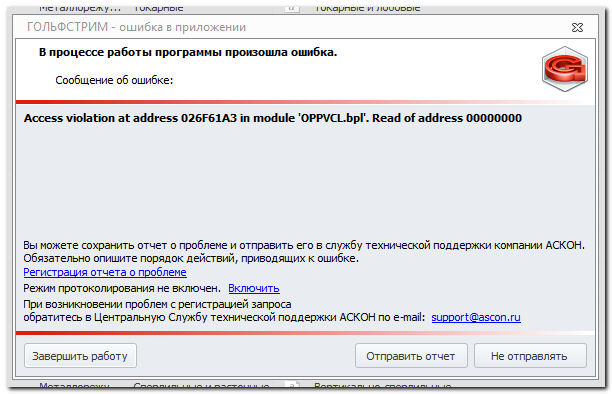 Металлорежу... Токарные Токарные и лобовые
ГОЛЬФСТРИМ - ошибка в приложении
В процессе работы программы произошла ошибка.
Сообщение об ошибке:
Access violation at address 026F61A3 in module 'OPPVCL.bpl'. Read of address 00000000
Вы можете сохранить отчет о проблеме и отправить его в службу технической поддержки компании АСКОН.
Обязательно опишите порядок действий, приводящих к ошибке.
Регистрация отчета о проблеме
Режим протоколирования не включен. Включить
При возникновении проблем с регистрацией запроса
обратитесь в Центральную Службу технической поддержки АСКОН по e-mail: support@ascon.ru
Завершить работу
Отправить отчет
Не отправлять
Металлорежу... Сверлильные и расточные Вертикально-сверлильные